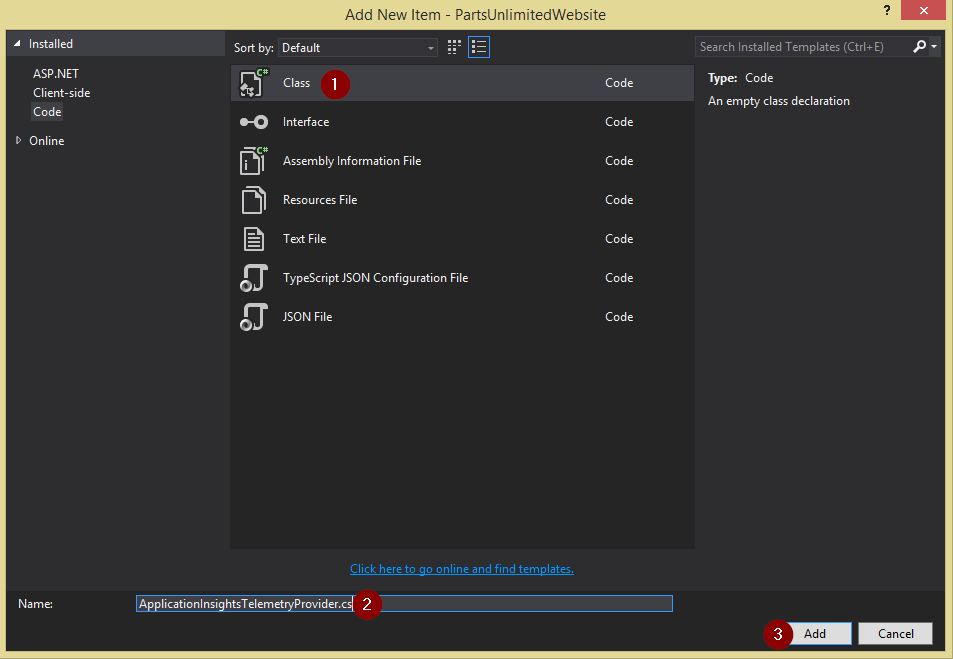 Add New Item - PartsUnlimitedWebsite
?
Installed
Sort by: Default
Search Installed Templates (Ctrl+E)
ASP.NET
Client-side
Code
Online
C# Class 1 Code
Interface Code
C# Assembly Information File Code
Resources File Code
Text File Code
TypeScript JSON Configuration File Code
JSON File Code
Type: Code
An empty class declaration
Click here to go online and find templates.
Name: ApplicationInsightsTelemetryProvider.cs 2
3 Add Cancel